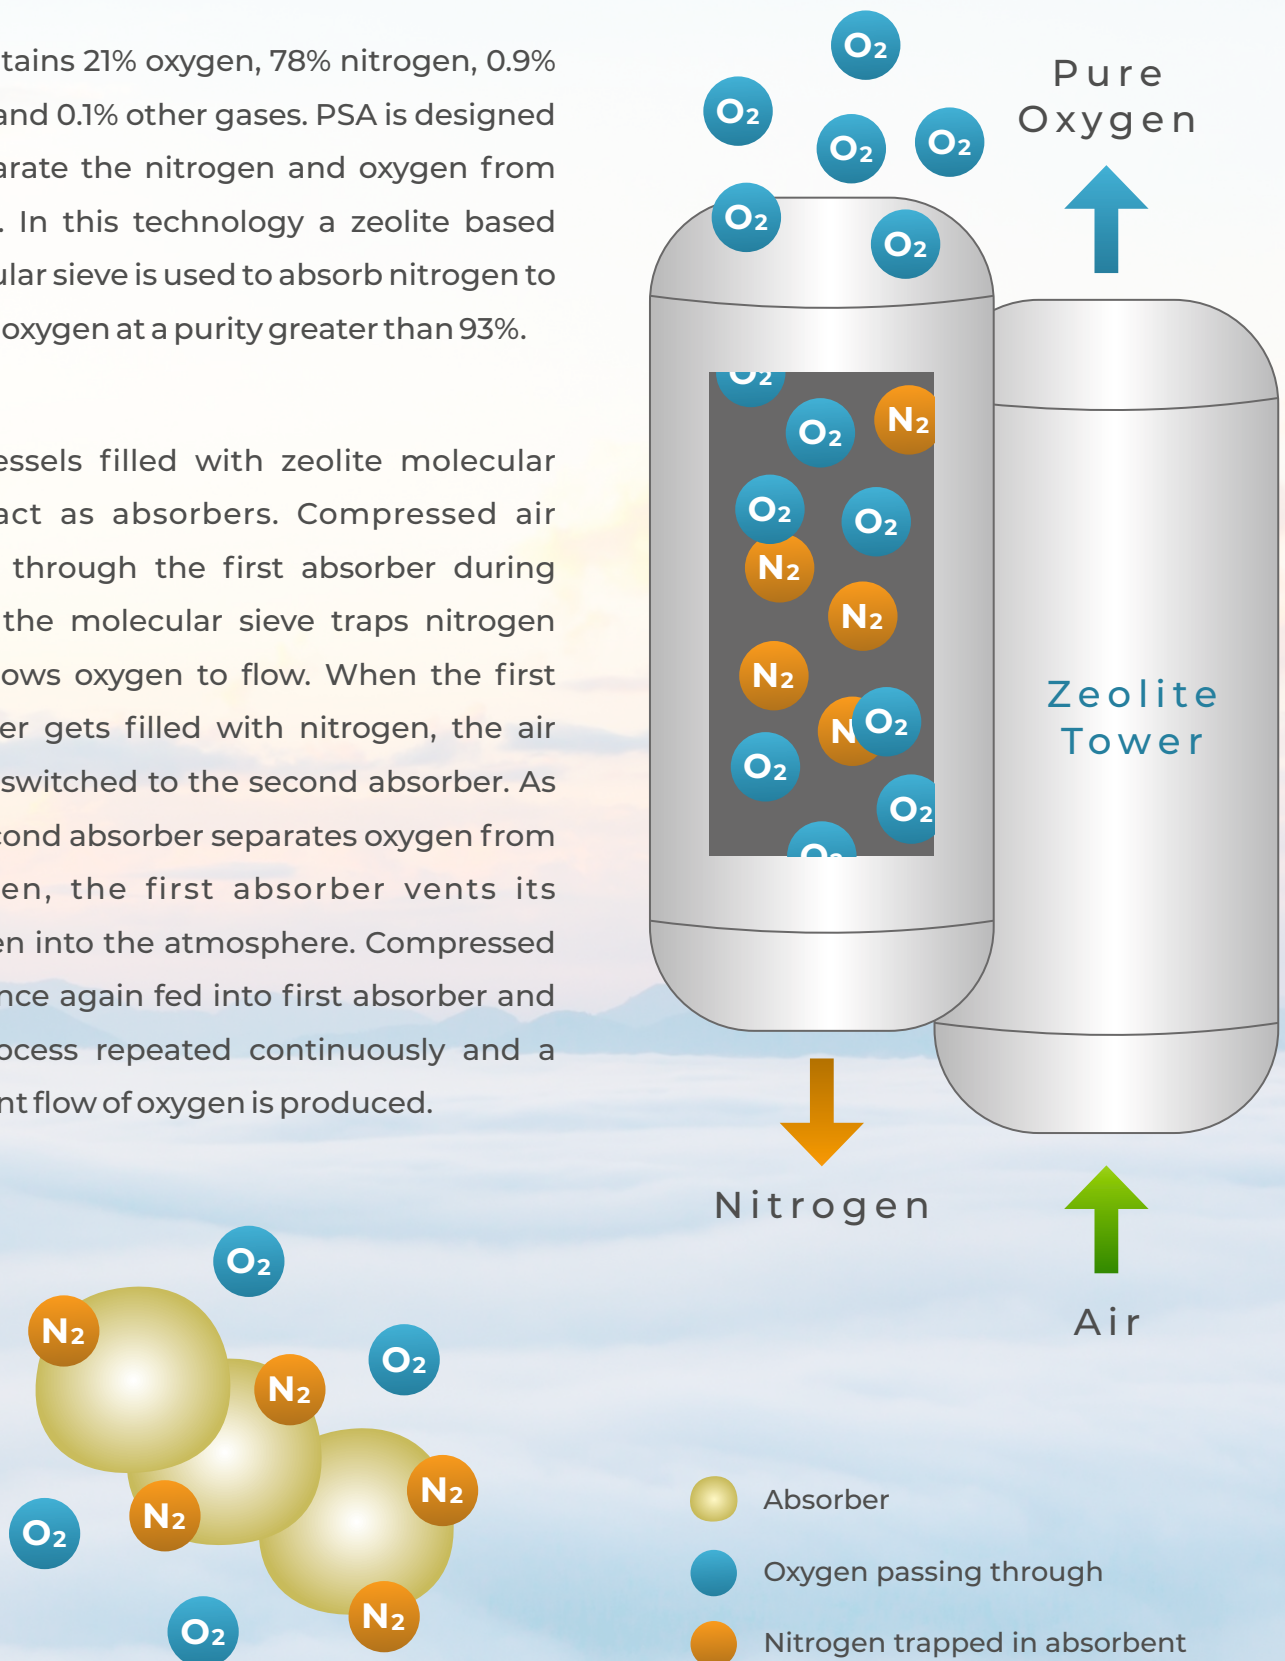 tains 21% oxygen, 78% nitrogen, 0.9%
and 0.1% other gases. PSA is designed
arate the nitrogen and oxygen from
. In this technology a zeolite based
ular sieve is used to absorb nitrogen to
oxygen at a purity greater than 93%.
essels filled with zeolite molecular
act as absorbers. Compressed air
through the first absorber during
the molecular sieve traps nitrogen
ows oxygen to flow. When the first
er gets filled with nitrogen, the air
switched to the second absorber. As
cond absorber separates oxygen from
en, the first absorber vents its
en into the atmosphere. Compressed
nce again fed into first absorber and
ocess repeated continuously and a
nt flow of oxygen is produced.
O₂
O₂
O₂
O₂
O₂
O₂
Pure
Oxygen
O₂
N₂
O₂
O₂
O₂
N₂
N₂
N₂
N
O₂
O₂
O₂
O₂
Zeolite
Tower
Nitrogen
Air
O₂
N₂
O₂
N₂
N₂
N₂
O₂
N₂
O₂
Absorber
Oxygen passing through
Nitrogen trapped in absorbent